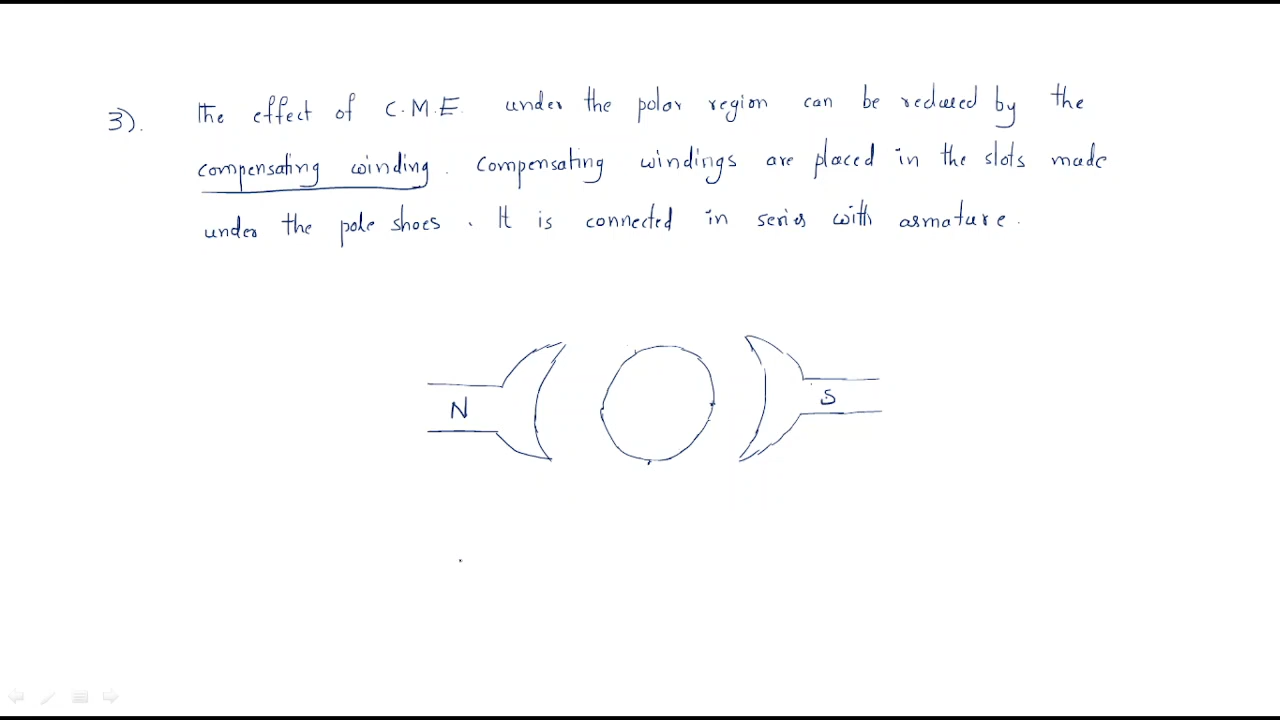 3). The effect of C.M.E. under the polar region can be reduced by the
compensating winding. Compensating windings are placed in the slots made
under the pole shoes. It is connected in series with armature.
N
S